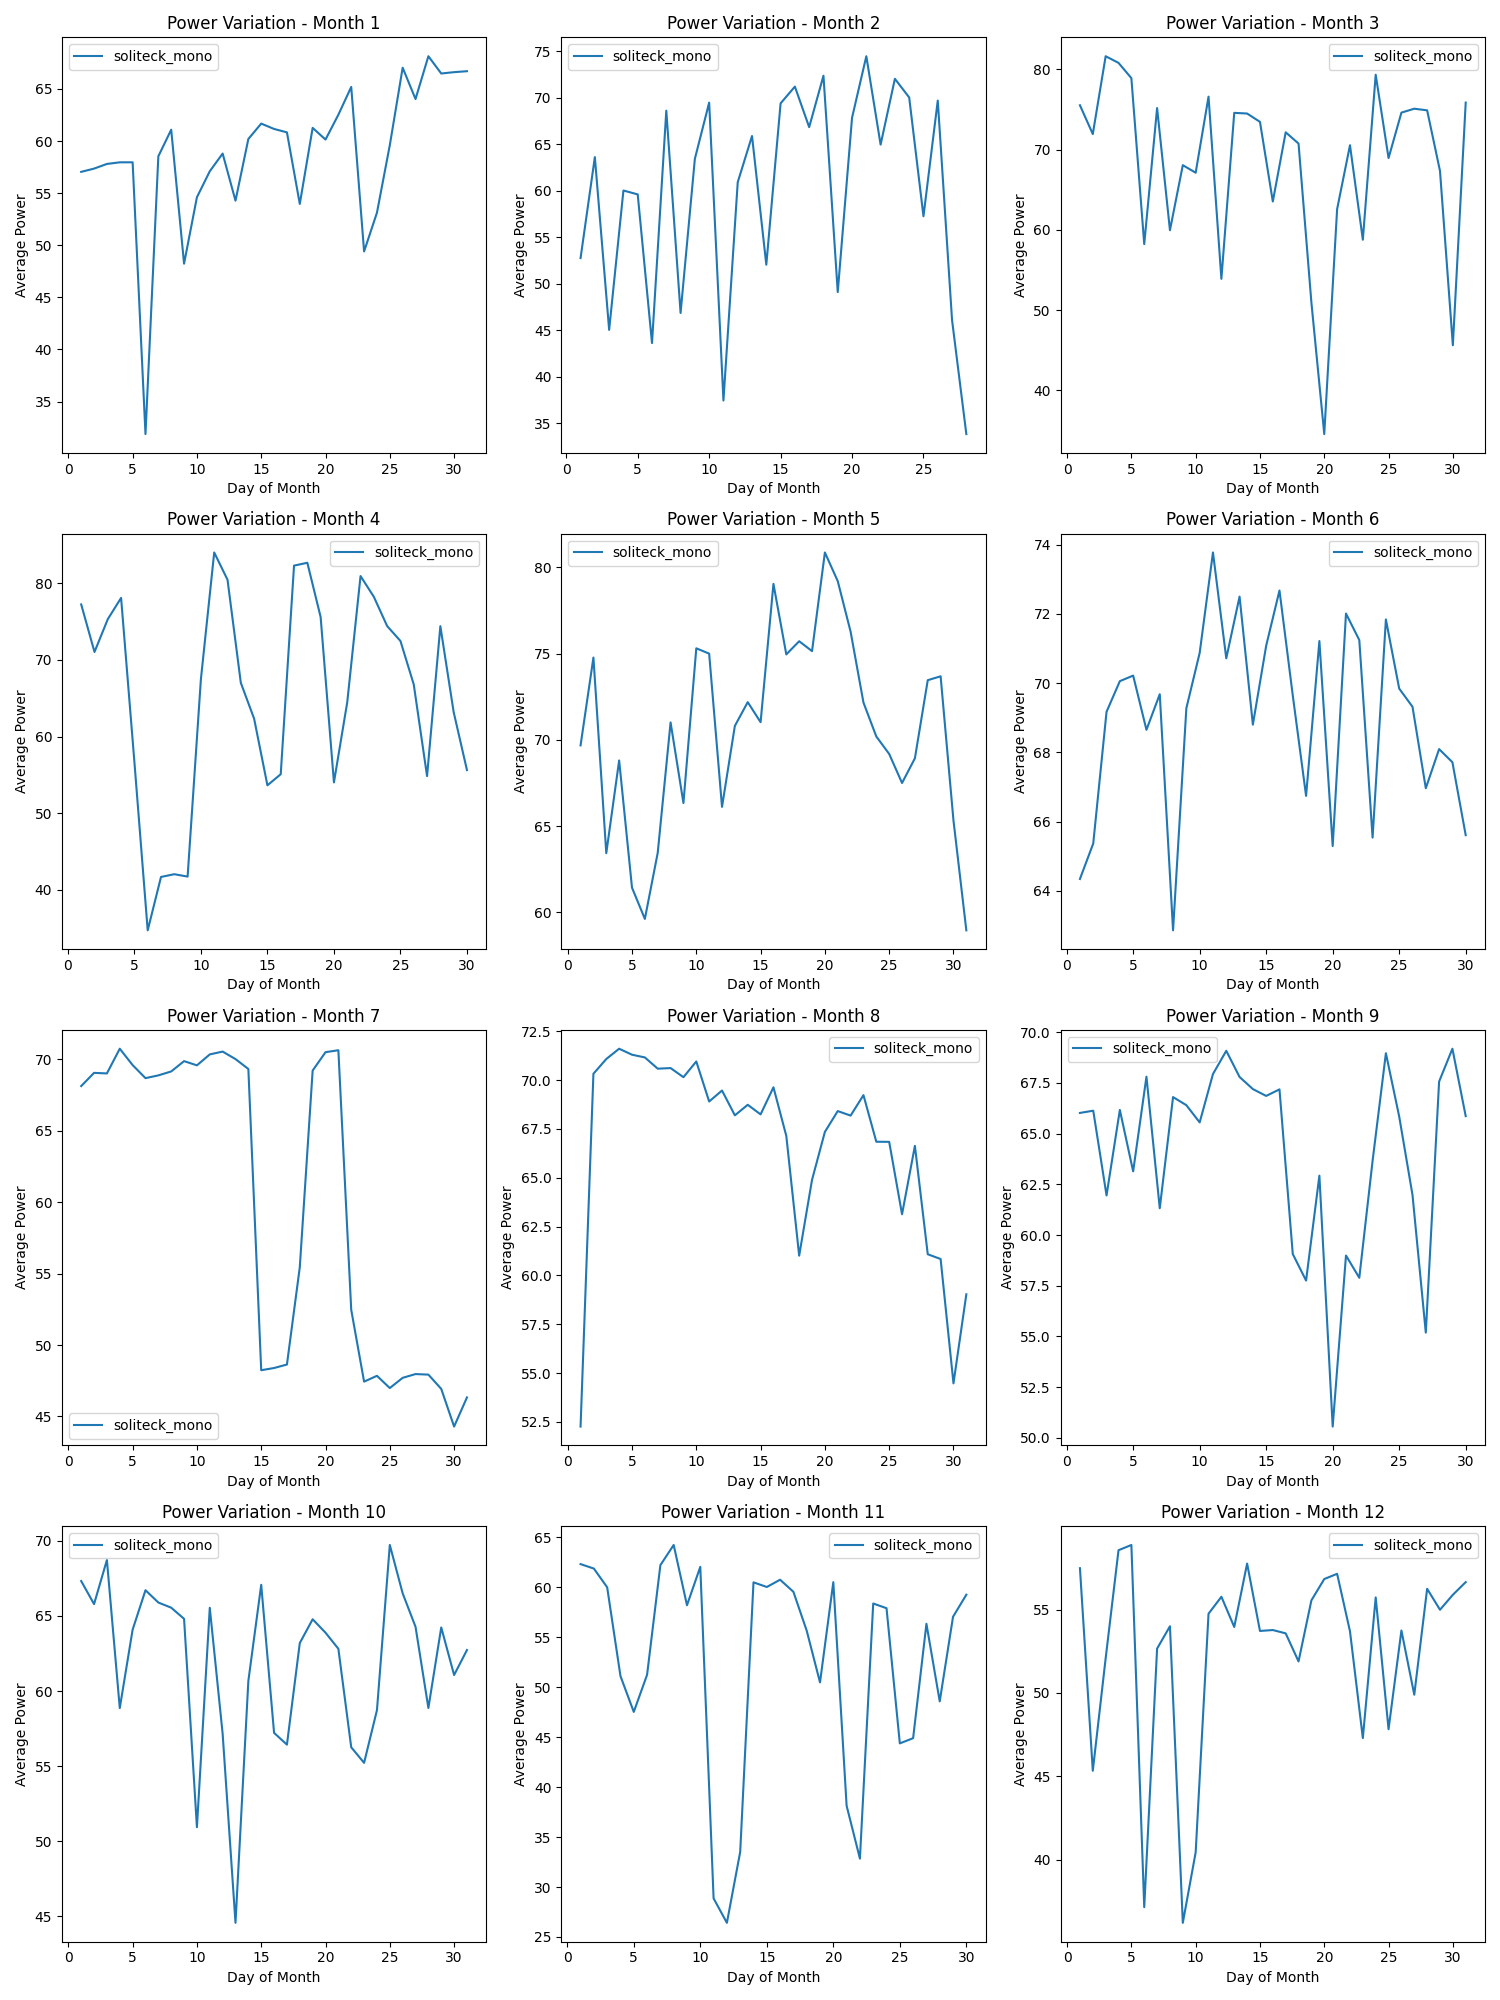 Power Variation - Month 1
soliteck_mono
65
60
55
50
45
40
35
Average Power
0 5 10 15 20 25 30
Day of Month
Power Variation - Month 2
soliteck_mono
75
70
65
60
55
50
45
40
35
Average Power
0 5 10 15 20 25
Day of Month
Power Variation - Month 3
soliteck_mono
80
70
60
50
40
Average Power
0 5 10 15 20 25 30
Day of Month
Power Variation - Month 4
soliteck_mono
80
70
60
50
40
Average Power
0 5 10 15 20 25 30
Day of Month
Power Variation - Month 5
soliteck_mono
80
75
70
65
60
Average Power
0 5 10 15 20 25 30
Day of Month
Power Variation - Month 6
soliteck_mono
74
72
70
68
66
64
Average Power
0 5 10 15 20 25 30
Day of Month
Power Variation - Month 7
soliteck_mono
70
65
60
55
50
45
Average Power
0 5 10 15 20 25 30
Day of Month
Power Variation - Month 8
soliteck_mono
72.5
70.0
67.5
65.0
62.5
60.0
57.5
55.0
52.5
Average Power
0 5 10 15 20 25 30
Day of Month
Power Variation - Month 9
soliteck_mono
70.0
67.5
65.0
62.5
60.0
57.5
55.0
52.5
50.0
Average Power
0 5 10 15 20 25 30
Day of Month
Power Variation - Month 10
soliteck_mono
70
65
60
55
50
45
Average Power
0 5 10 15 20 25 30
Day of Month
Power Variation - Month 11
soliteck_mono
65
60
55
50
45
40
35
30
25
Average Power
0 5 10 15 20 25 30
Day of Month
Power Variation - Month 12
soliteck_mono
55
50
45
40
Average Power
0 5 10 15 20 25 30
Day of Month